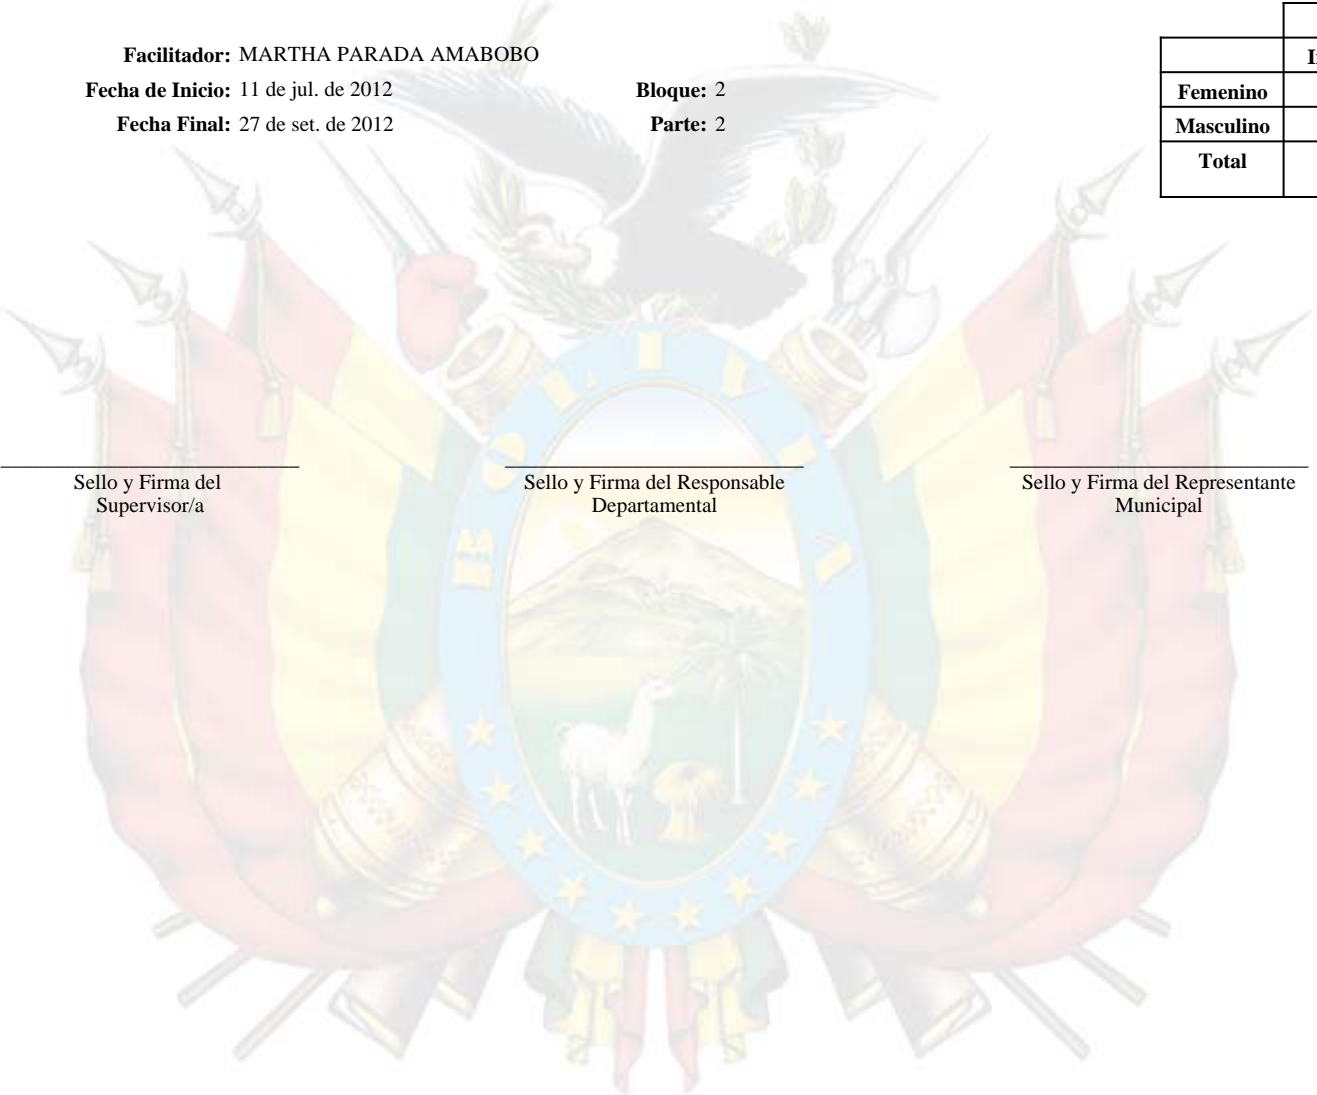 Facilitador: MARTHA PARADA AMABOBO
Fecha de Inicio: 11 de jul. de 2012 Bloque: 2
Fecha Final: 27 de set. de 2012 Parte: 2
Femenino
Masculino
Total
Sello y Firma del
Supervisor/a
Sello y Firma del Responsable
Departamental
Sello y Firma del Representante
Municipal
BOLIVIA